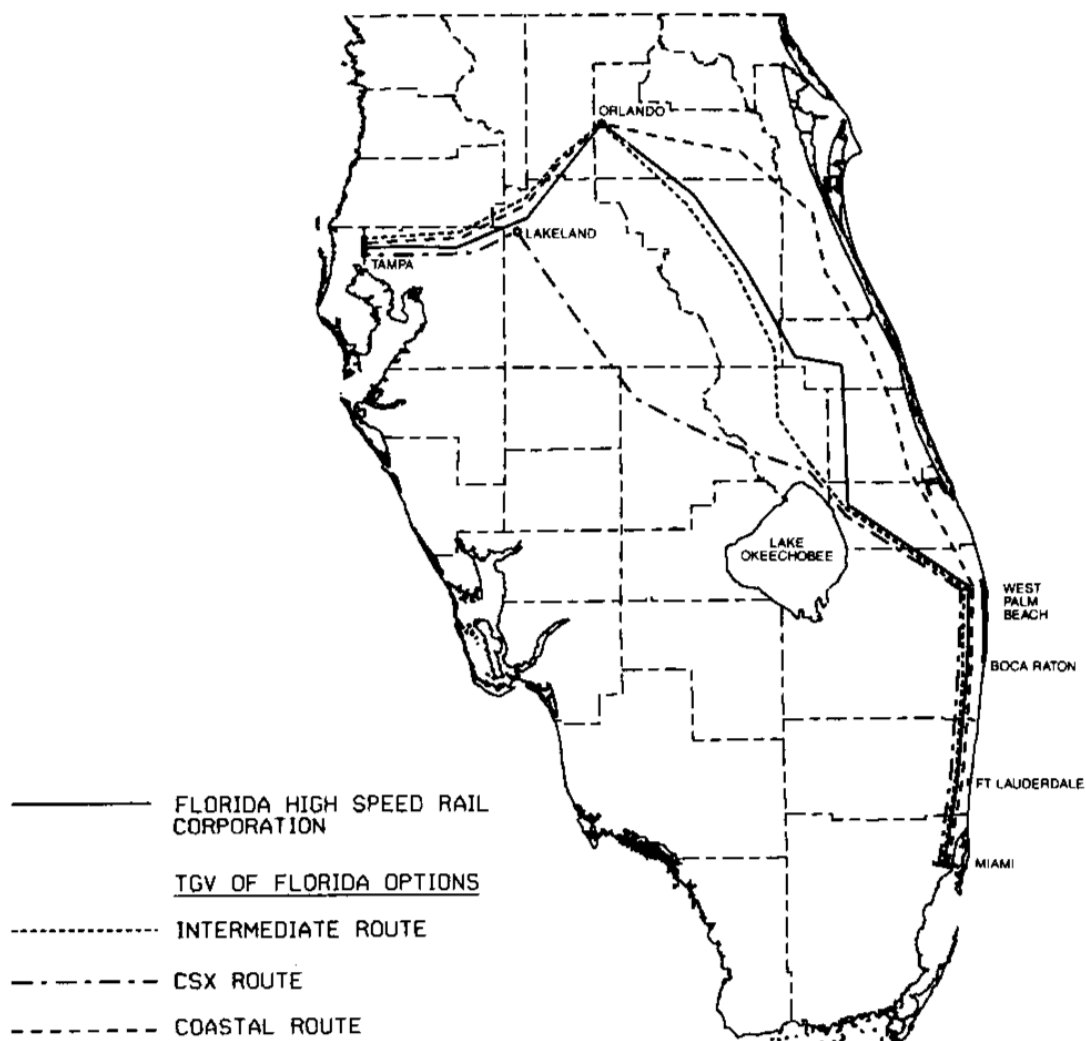 ORLANDO
LAKELAND
TAMPA
LAKE
OKEECHOBEE
WEST
PALM
BEACH
BOCA RATON
FT LAUDERDALE
MIAMI
FLORIDA HIGH SPEED RAIL
CORPORATION
TGV OF FLORIDA OPTIONS
INTERMEDIATE ROUTE
CSX ROUTE
COASTAL ROUTE